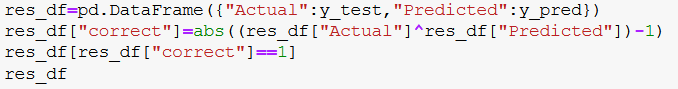 res_df=pd.DataFrame({"Actual":y_test,"Predicted":y_pred})
res_df["correct"]=abs((res_df["Actual"]^res_df["Predicted"])-1)
res_df[res_df["correct"]==1]
res_df